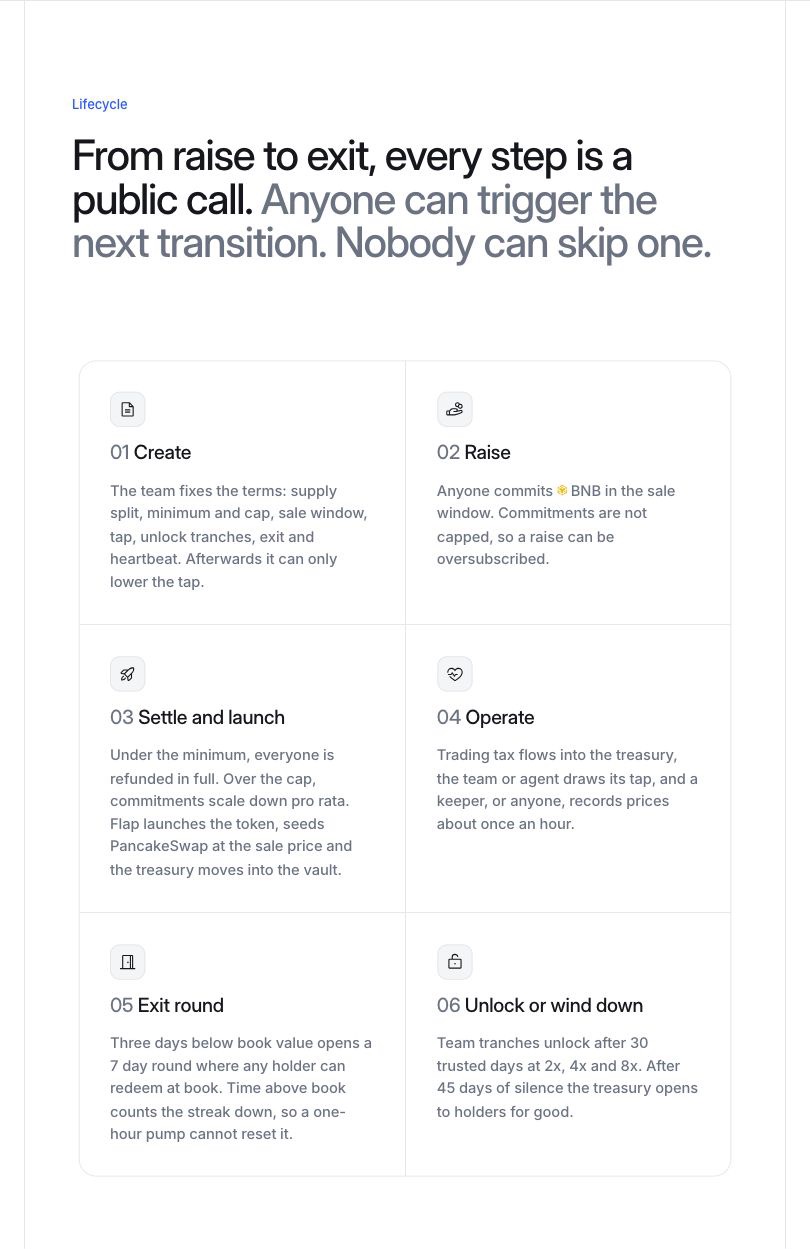 Lifecycle
From raise to exit, every step is a
public call. Anyone can trigger the
next transition. Nobody can skip one.
01 Create
The team fixes the terms: supply
split, minimum and cap, sale window,
tap, unlock tranches, exit and
heartbeat. Afterwards it can only
lower the tap.
02 Raise
Anyone commits BNB in the sale
window. Commitments are not
capped, so a raise can be
oversubscribed.
03 Settle and launch
Under the minimum, everyone is
refunded in full. Over the cap,
commitments scale down pro rata.
Flap launches the token, seeds
PancakeSwap at the sale price and
the treasury moves into the vault.
04 Operate
Trading tax flows into the treasury,
the team or agent draws its tap, and a
keeper, or anyone, records prices
about once an hour.
05 Exit round
Three days below book value opens a
7 day round where any holder can
redeem at book. Time above book
counts the streak down, so a one-
hour pump cannot reset it.
06 Unlock or wind down
Team tranches unlock after 30
trusted days at 2x, 4x and 8x. After
45 days of silence the treasury opens
to holders for good.